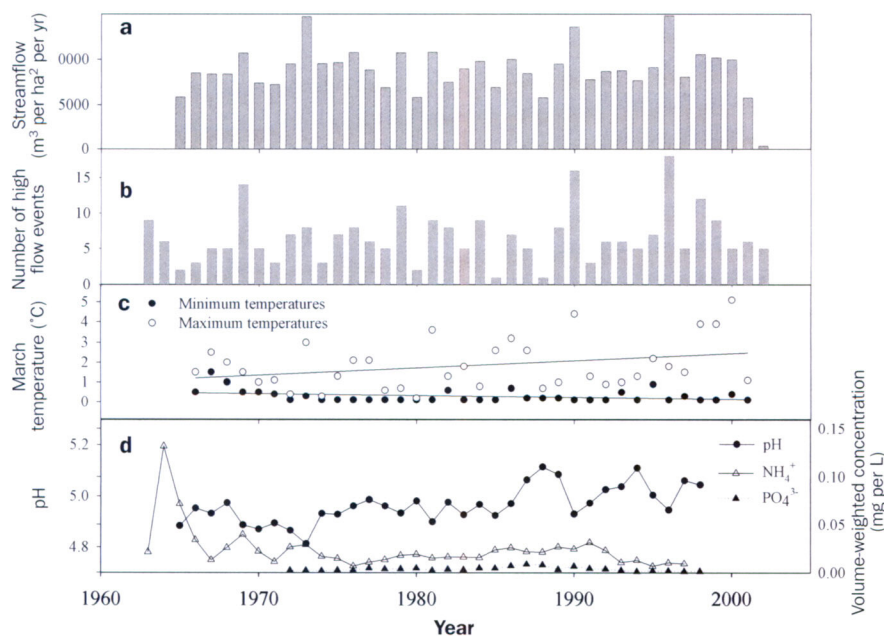 a
Streamflow
(m³ per ha² per yr)
0000
5000
0
b
Number of high
flow events
15
10
5
0
c
Minimum temperatures
Maximum temperatures
March
temperature (°C)
5
4
3
2
1
0
d
pH
5.2
5.0
4.8
pH
NH₄⁺
PO₄³⁻
0.15
0.10
0.05
0.00
Volume-weighted concentration
(mg per L)
1960
1970
1980
1990
2000
Year